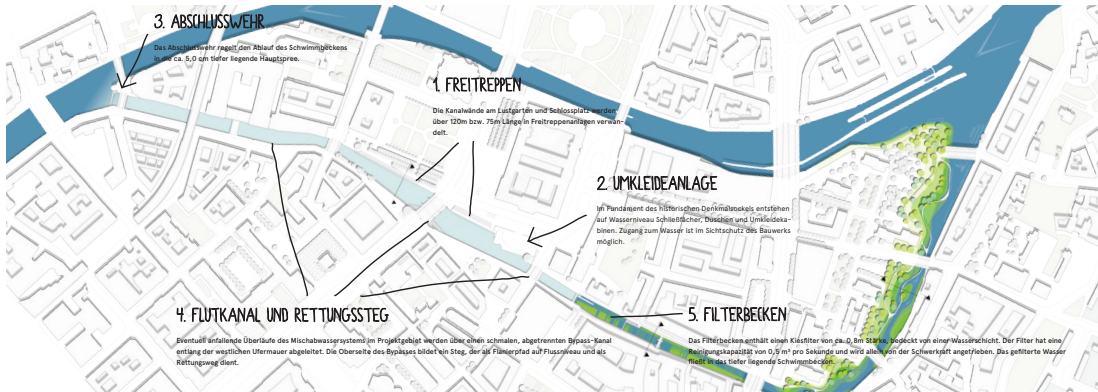 3. ABSCHLUSSWEHR
Das Abschlusswehr regelt den Ablauf des Schwimmbeckens
in die ca. 5,0 cm tiefer liegende Hauptspree.
1. FREITREPPEN
Die Kanalwände am Lustgarten und Schlossplatz werden
über 120m bzw. 75m Länge in Freitreppenanlagen verwan-
delt.
2. UMKLEIDEANLAGE
Im Fundament des historischen Denkmalsockels entstehen
auf Wasserniveau Schließfächer, Duschen und Umkleideka-
binen. Zugang zum Wasser ist im Sichtschutz des Bauwerks
möglich.
4. FLUTKANAL UND RETTUNGSSTEG
Eventuell anfallende Überläufe des Mischabwassersystems im Projektgebiet werden über einen schmalen, abgetrennten Bypass-Kanal
entlang der westlichen Ufermauer abgeleitet. Die Oberseite des Bypasses bildet ein Steg, der als Flanierpfad auf Flussniveau und als
Rettungsweg dient.
5. FILTERBECKEN
Das Filterbecken enthält einen Kiesfilter von ca. 0,8m Stärke, bedeckt von einer Wasserschicht. Der Filter hat eine
Reinigungskapazität von 0,5 m³ pro Sekunde und wird allein von der Schwerkraft angetrieben. Das gefilterte Wasser
fließt in das tiefer liegende Schwimmbecken.